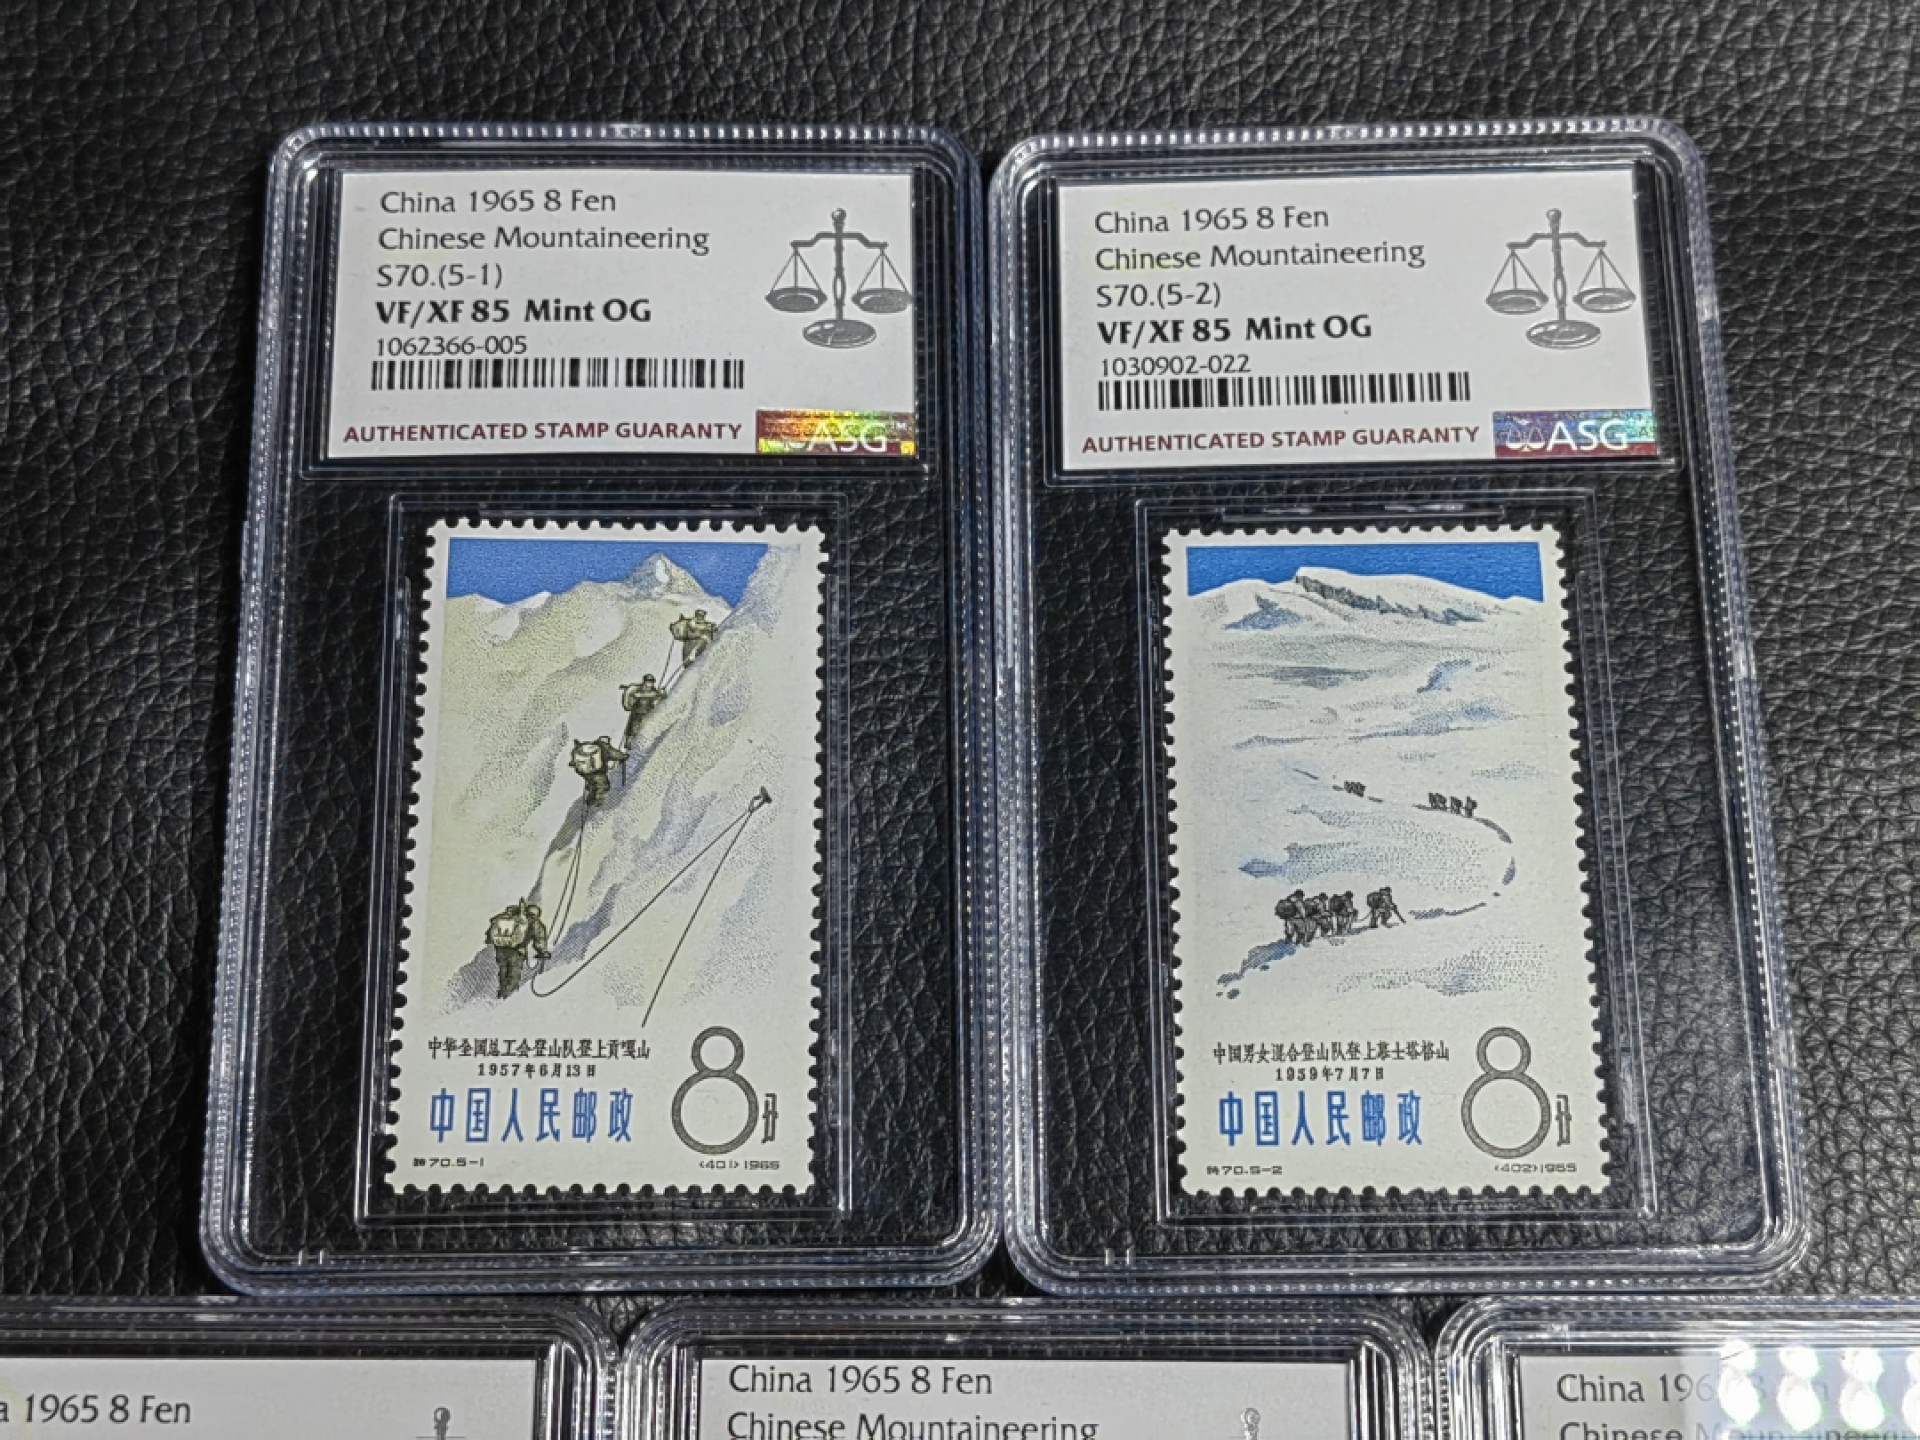 China 1965 8 Fen
Chinese Mountaineering
S70.(5-1)
VF/XF 85 Mint OG
1062366-005
AUTHENTICATED STAMP GUARANTY
ASG
中华全国总工会登山队登上贡嘎山
1957年6月13日
中国人民邮政
8分
特70.5-1
(401)1965
China 1965 8 Fen
Chinese Mountaineering
S70.(5-2)
VF/XF 85 Mint OG
1030902-022
AUTHENTICATED STAMP GUARANTY
ASG
中国男女混合登山队登上慕士塔格山
1959年7月7日
中国人民邮政
8分
特70.5-2
(402)1965
1965 8 Fen
China 1965 8 Fen
Chinese Mountaineering
China
Chinese